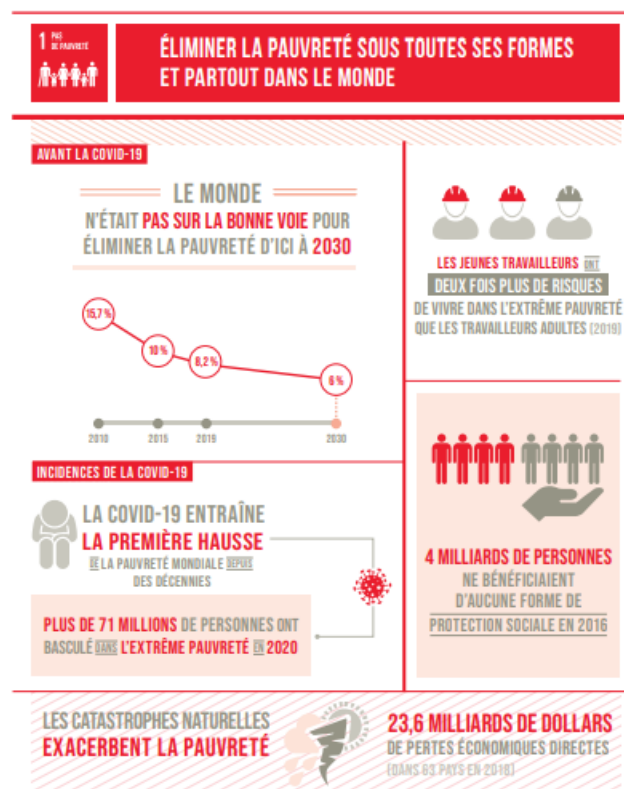 1 PAS
DE PAUVRETÉ
ÉLIMINER LA PAUVRETÉ SOUS TOUTES SES FORMES
ET PARTOUT DANS LE MONDE
AVANT LA COVID-19
LE MONDE
N'ÉTAIT PAS SUR LA BONNE VOIE POUR
ÉLIMINER LA PAUVRETÉ D'ICI À 2030
15,7 %
10 %
8,2 %
6 %
2010 2015 2019 2030
LES JEUNES TRAVAILLEURS ONT
DEUX FOIS PLUS DE RISQUES
DE VIVRE DANS L'EXTRÊME PAUVRETÉ
QUE LES TRAVAILLEURS ADULTES (2019)
INCIDENCES DE LA COVID-19
LA COVID-19 ENTRAÎNE
LA PREMIÈRE HAUSSE
DE LA PAUVRETÉ MONDIALE DEPUIS
DES DÉCENNIES
PLUS DE 71 MILLIONS DE PERSONNES ONT
BASCULÉ DANS L'EXTRÊME PAUVRETÉ EN 2020
4 MILLIARDS DE PERSONNES
NE BÉNÉFICIAIENT
D'AUCUNE FORME DE
PROTECTION SOCIALE EN 2016
LES CATASTROPHES NATURELLES
EXACERBENT LA PAUVRETÉ
23,6 MILLIARDS DE DOLLARS
DE PERTES ÉCONOMIQUES DIRECTES
(DANS 63 PAYS EN 2018)